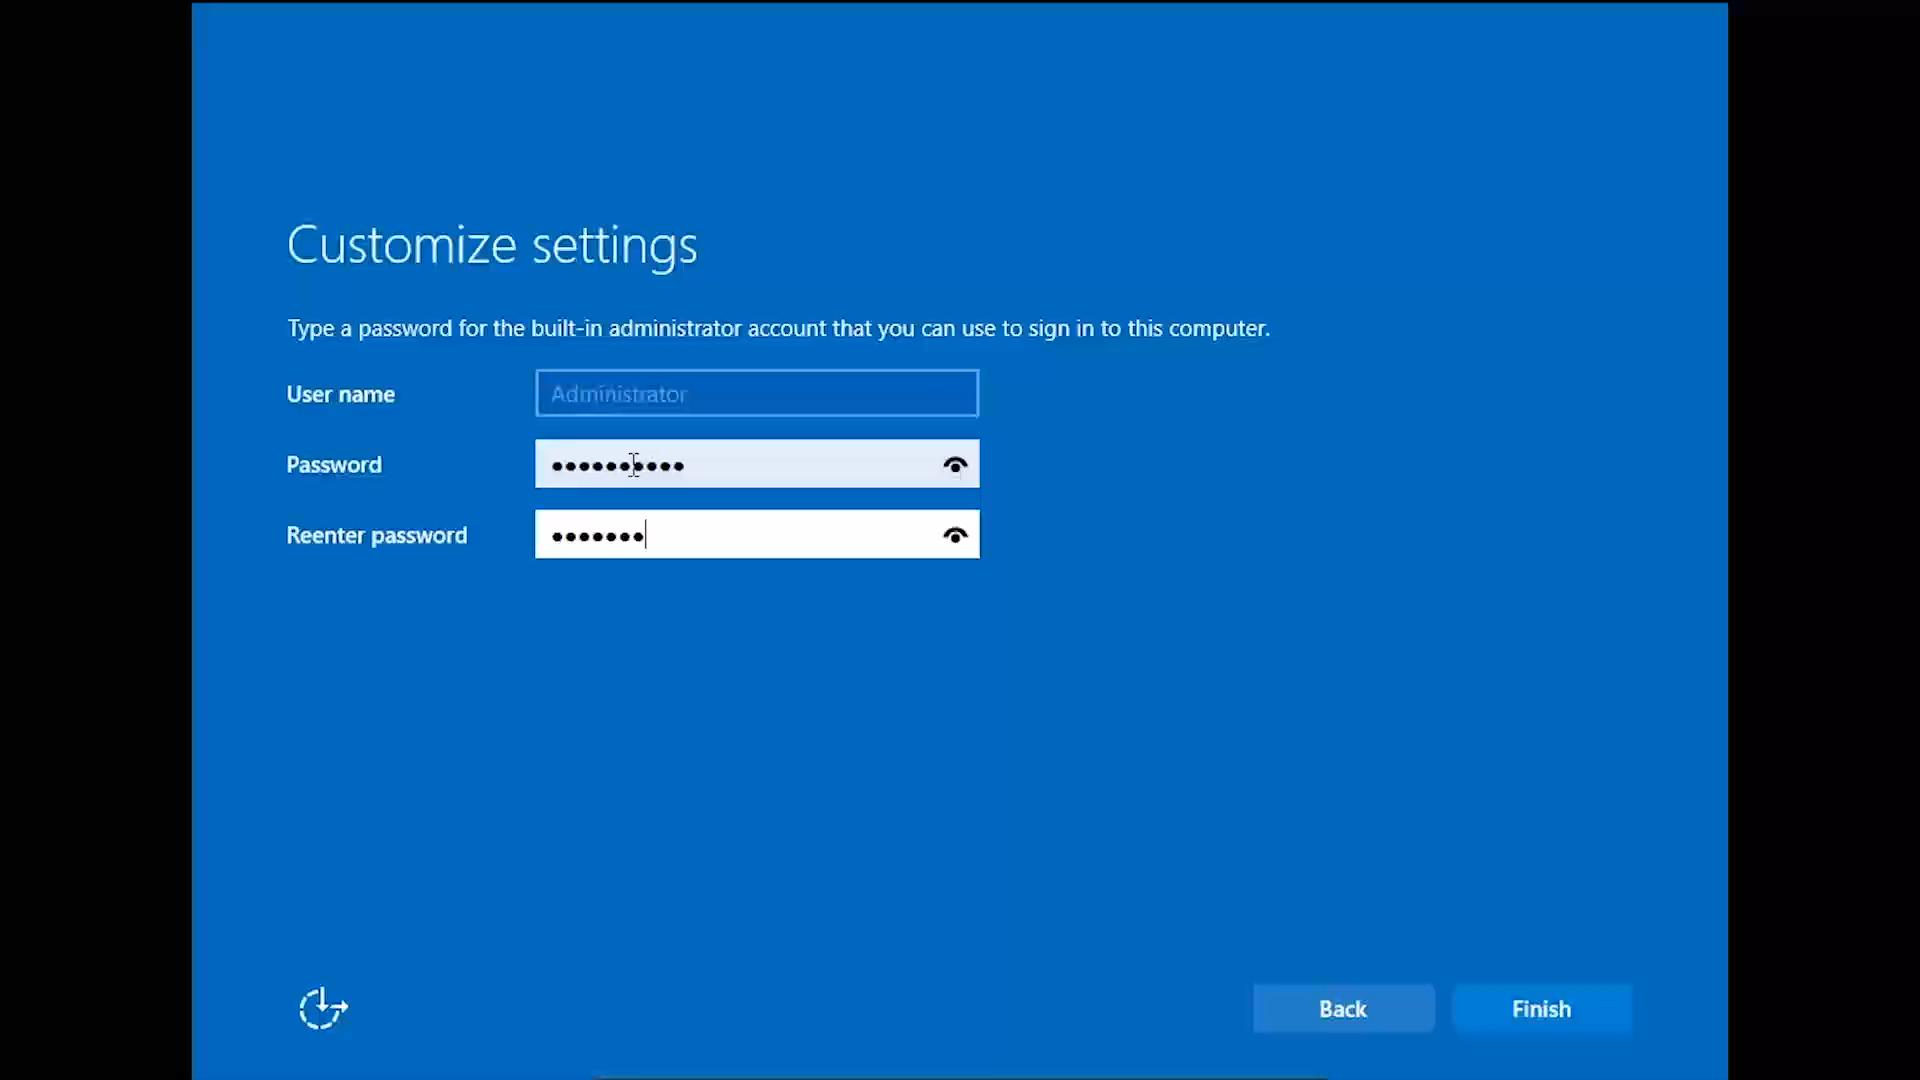 Customize settings
Type a password for the built-in administrator account that you can use to sign in to this computer.
User name
Administrator
Password
••••••••••
Reenter password
•••••••
Back
Finish